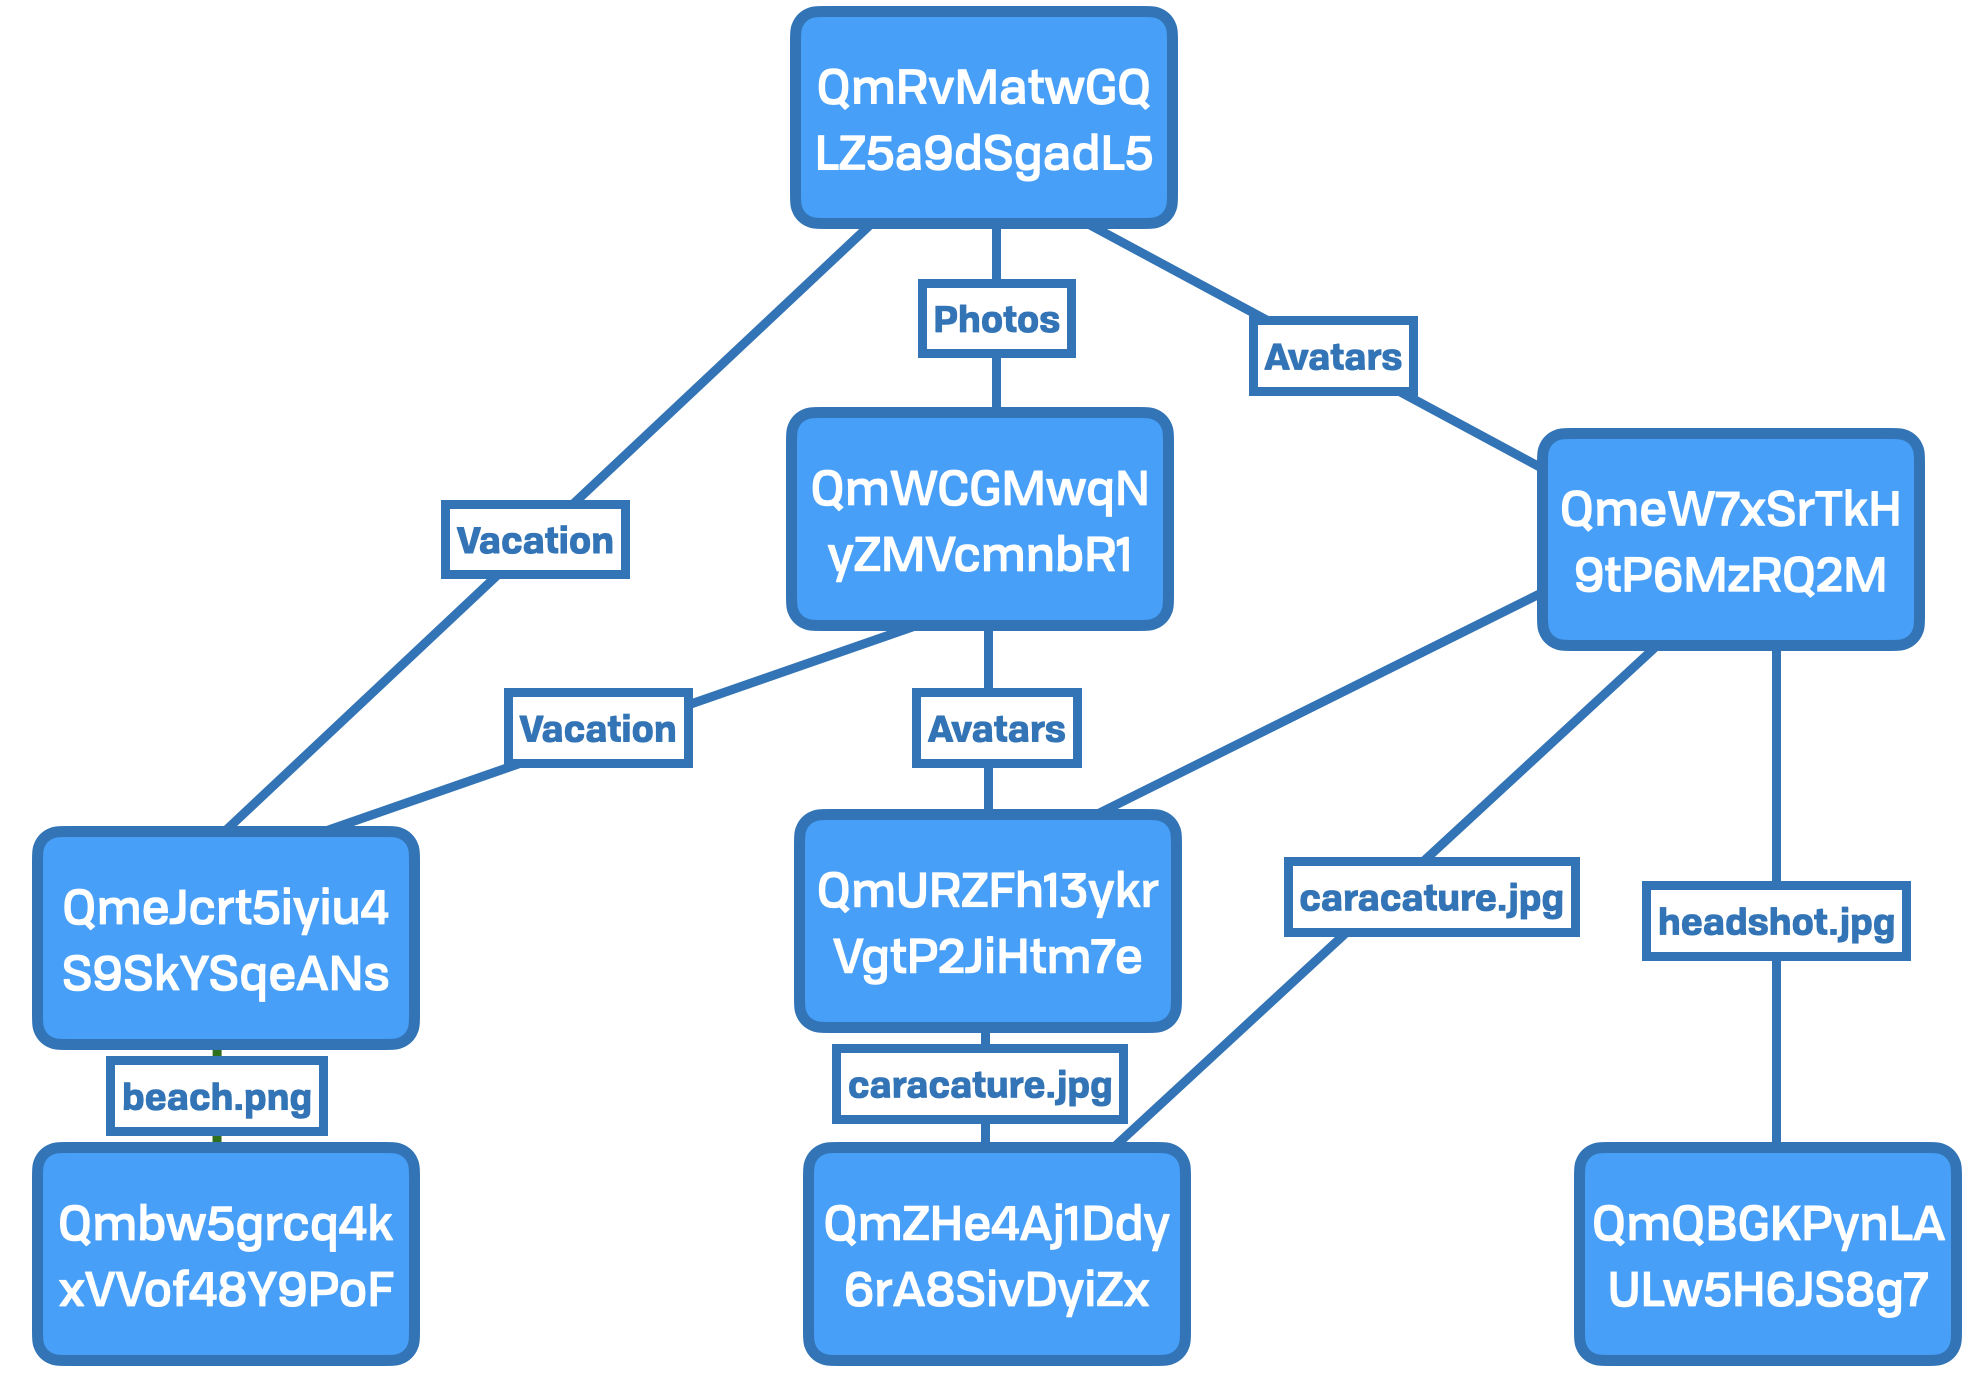 QmRvMatwGQ
LZ5a9dSgadL5
Photos
Avatars
QmWCGMwqN
yZMVcmnbR1
QmeW7xSrTkH
9tP6MzRQ2M
Vacation
Vacation
Avatars
QmeJcrt5iyiu4
S9SkYSqeANs
QmURZFh13ykr
VgtP2JiHtm7e
caracature.jpg
headshot.jpg
beach.png
caracature.jpg
Qmbw5grcq4k
xVVof48Y9PoF
QmZHe4Aj1Ddy
6rA8SivDyiZx
QmQBGKPynLA
ULw5H6JS8g7